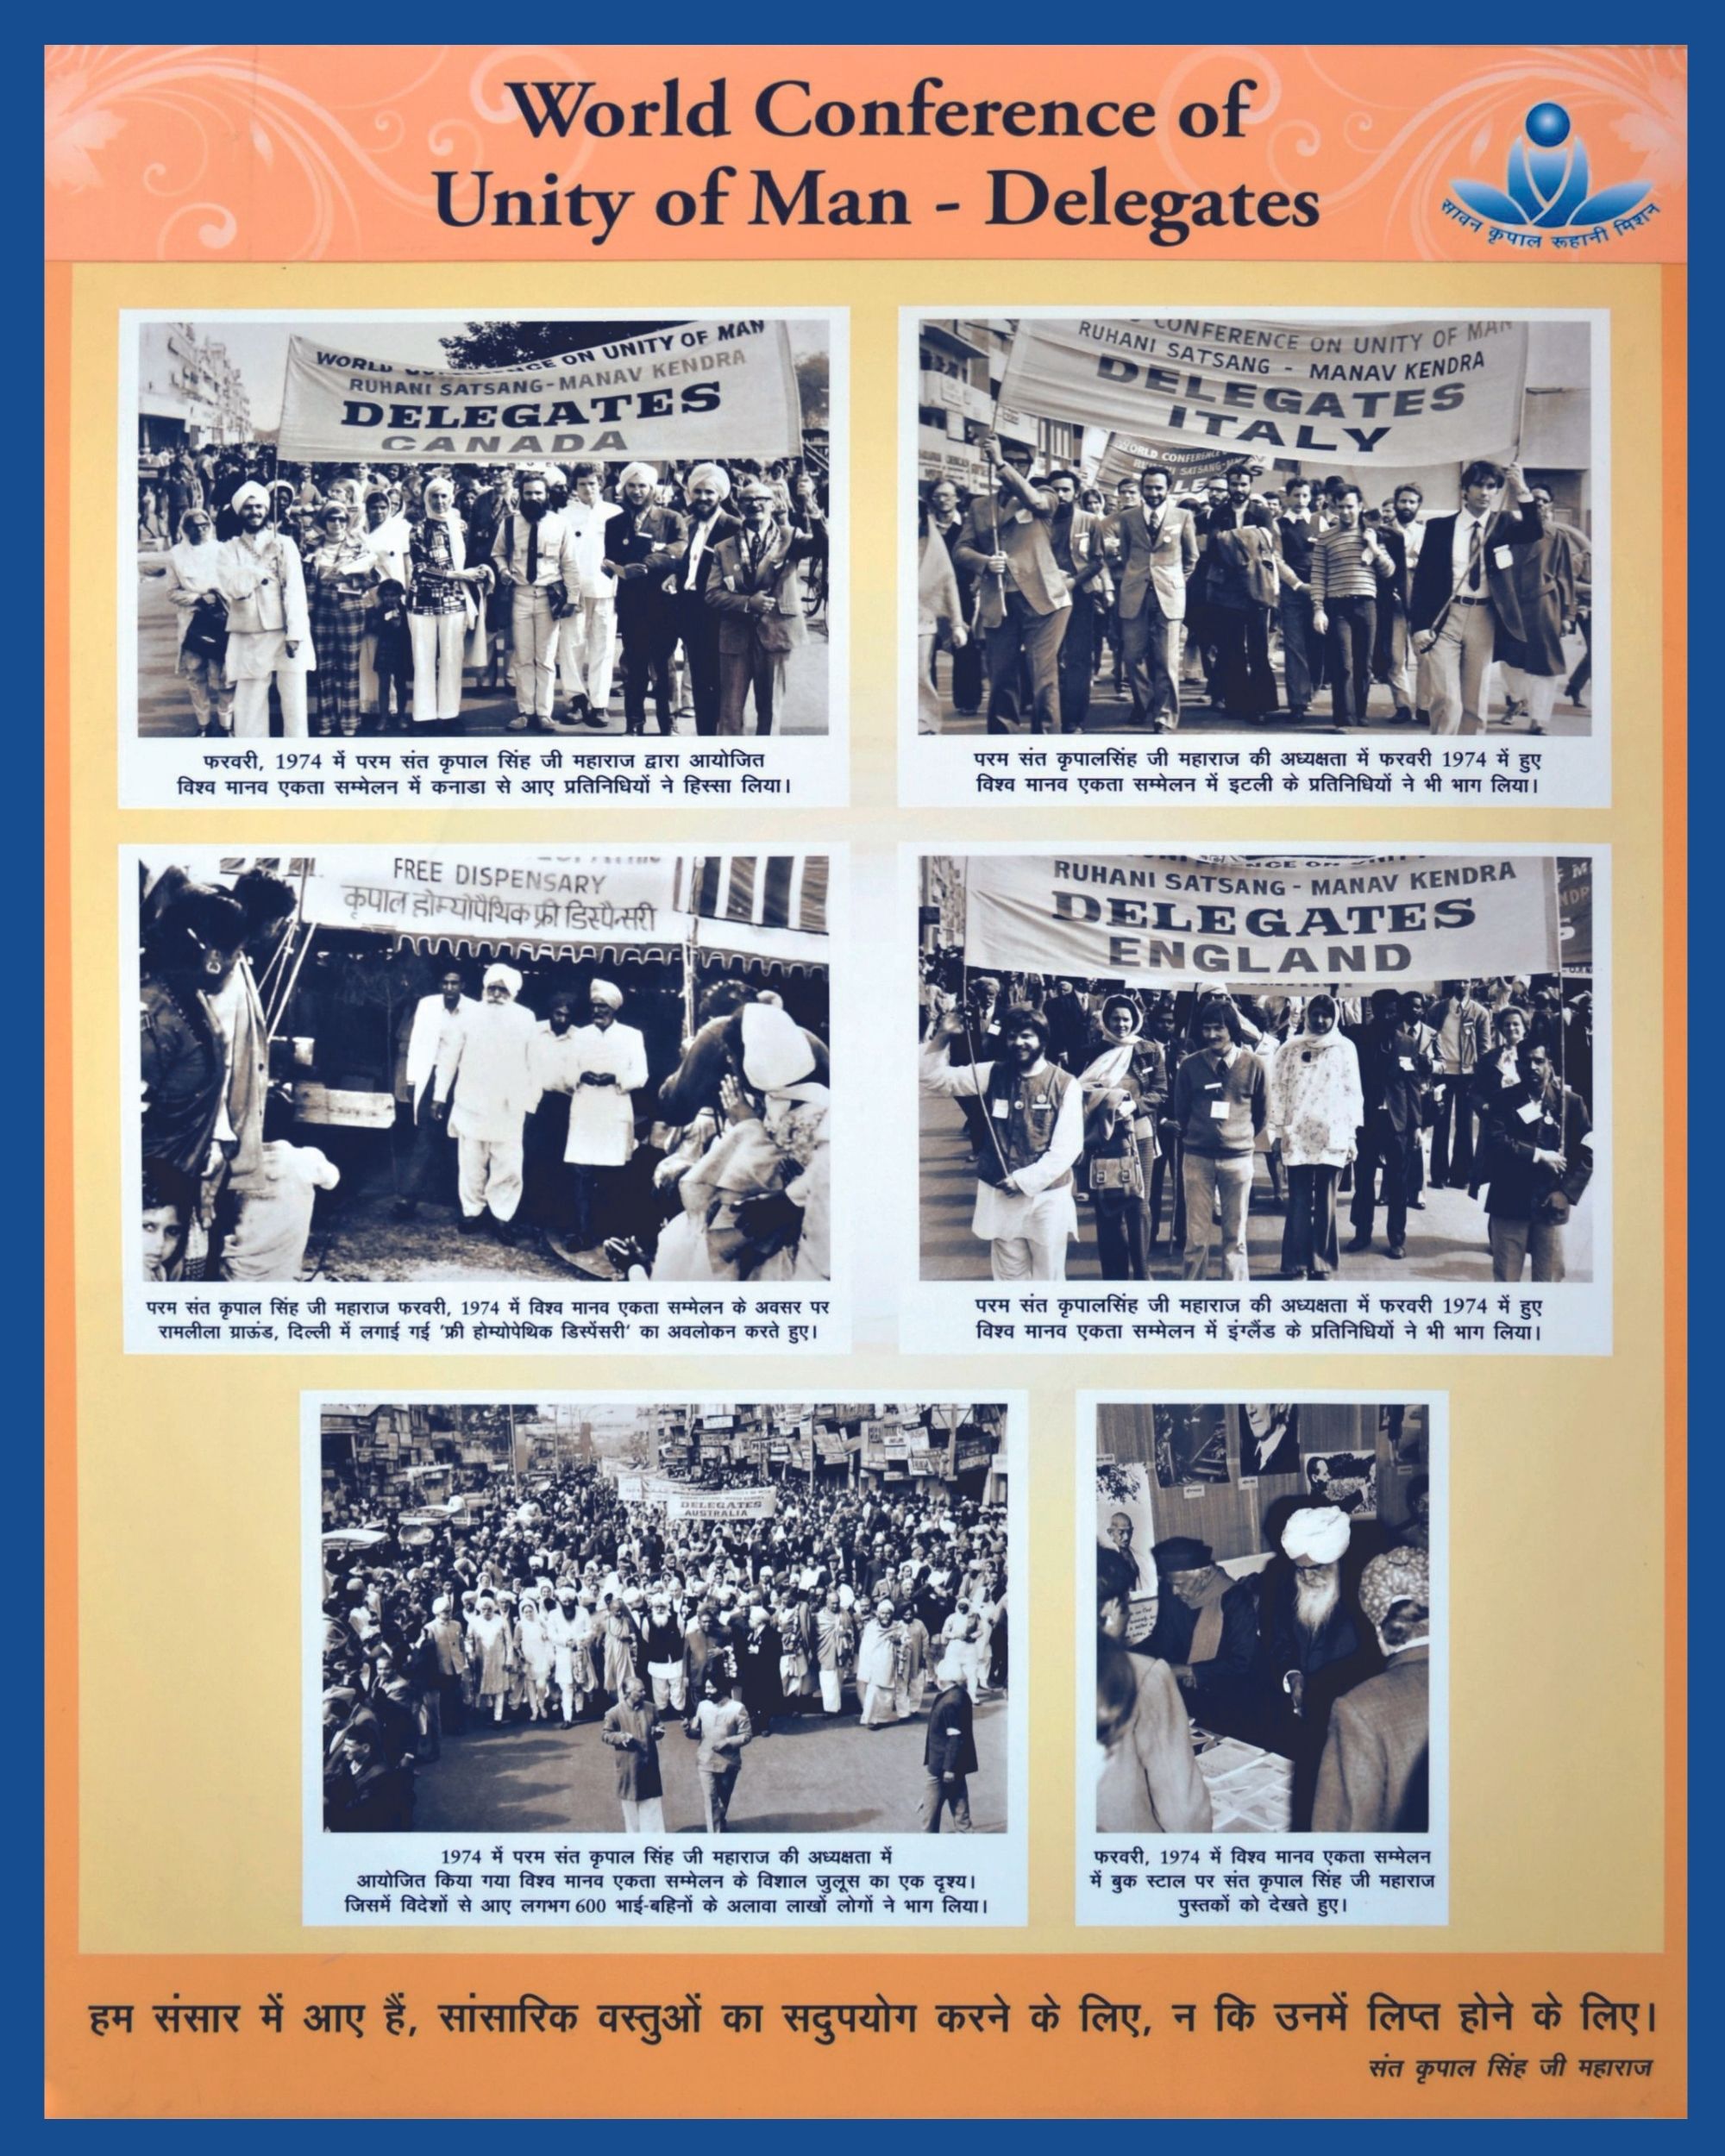 World Conference of
Unity of Man - Delegates
सावन कृपाल रूहानी मिशन
WORLD CONFERENCE ON UNITY OF MAN
RUHANI SATSANG-MANAV KENDRA
DELEGATES
CANADA
फरवरी, 1974 में परम संत कृपाल सिंह जी महाराज द्वारा आयोजित
विश्व मानव एकता सम्मेलन में कनाडा से आए प्रतिनिधियों ने हिस्सा लिया।
CONFERENCE ON UNITY OF MAN
RUHANI SATSANG - MANAV KENDRA
DELEGATES
ITALY
WORLD CONFERENCE
SATSANG
परम संत कृपालसिंह जी महाराज की अध्यक्षता में फरवरी 1974 में हुए
विश्व मानव एकता सम्मेलन में इटली के प्रतिनिधियों ने भी भाग लिया।
FREE DISPENSARY
कृपाल होम्योपैथिक फ्री डिस्पैन्सरी
परम संत कृपाल सिंह जी महाराज फरवरी, 1974 में विश्व मानव एकता सम्मेलन के अवसर पर
रामलीला ग्राऊंड, दिल्ली में लगाई गई 'फ्री होम्योपेथिक डिस्पेंसरी' का अवलोकन करते हुए।
RUHANI SATSANG - MANAV KENDRA
DELEGATES
ENGLAND
परम संत कृपालसिंह जी महाराज की अध्यक्षता में फरवरी 1974 में हुए
विश्व मानव एकता सम्मेलन में इंग्लैंड के प्रतिनिधियों ने भी भाग लिया।
DELEGATES
AUSTRALIA
1974 में परम संत कृपाल सिंह जी महाराज की अध्यक्षता में
आयोजित किया गया विश्व मानव एकता सम्मेलन के विशाल जुलूस का एक दृश्य।
जिसमें विदेशों से आए लगभग 600 भाई-बहिनों के अलावा लाखों लोगों ने भाग लिया।
फरवरी, 1974 में विश्व मानव एकता सम्मेलन
में बुक स्टाल पर संत कृपाल सिंह जी महाराज
पुस्तकों को देखते हुए।
हम संसार में आए हैं, सांसारिक वस्तुओं का सदुपयोग करने के लिए, न कि उनमें लिप्त होने के लिए।
संत कृपाल सिंह जी महाराज